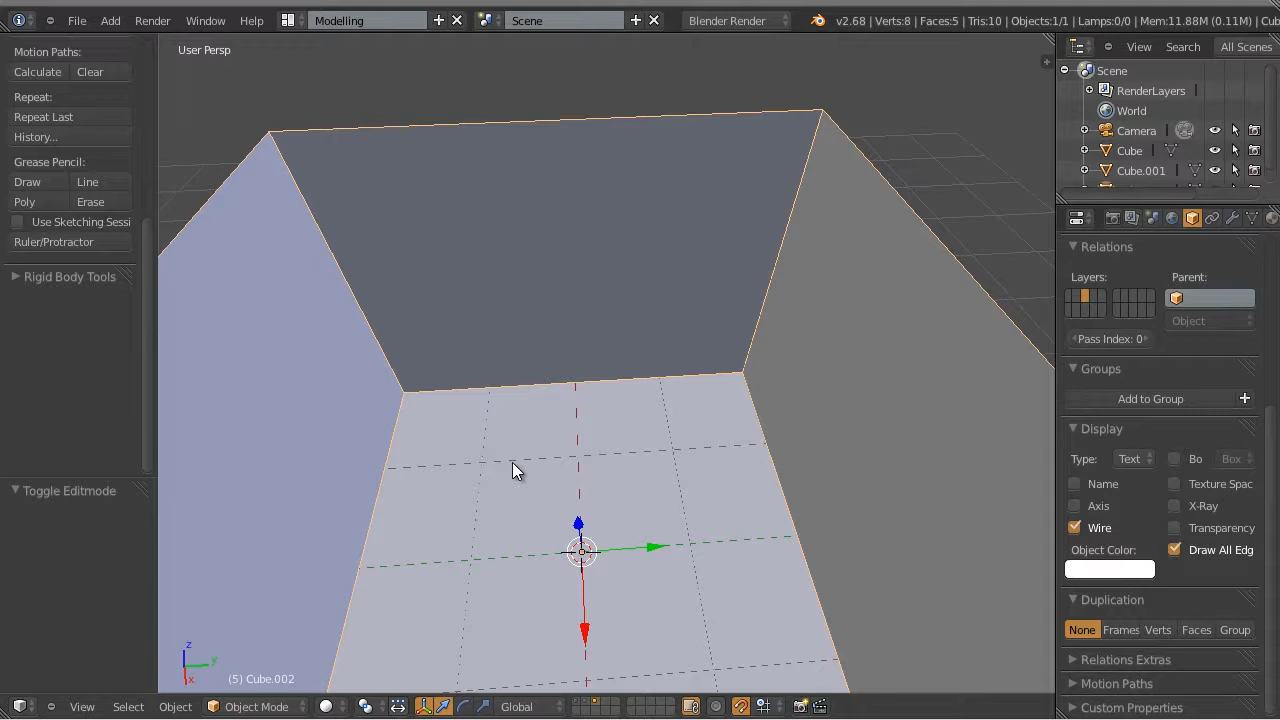 File Add Render Window Help Modelling Scene Blender Render v2.68 | Verts:8 | Faces:5 | Tris:10 | Objects:1/1 | Lamps:0/0 | Mem:11.88M (0.11M) | Cub
Motion Paths:
Calculate Clear
Repeat:
Repeat Last
History...
Grease Pencil:
Draw Line
Poly Erase
Use Sketching Sessi
Ruler/Protractor
Rigid Body Tools
Toggle Editmode
User Persp
z
y
x
(5) Cube.002
View Select Object Object Mode Global
View Search All Scenes
Scene
RenderLayers
World
Camera
Cube
Cube.001
Relations
Layers: Parent:
Object
Pass Index: 0
Groups
Add to Group
Display
Type: Text Bo Box
Name Texture Spac
Axis X-Ray
Wire Transparency
Object Color: Draw All Edg
Duplication
None Frames Verts Faces Group
Relations Extras
Motion Paths
Custom Properties